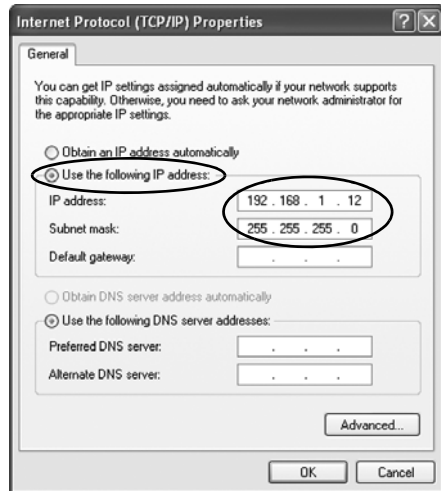 Internet Protocol (TCP/IP) Properties
General
You can get IP settings assigned automatically if your network supports
this capability. Otherwise, you need to ask your network administrator for
the appropriate IP settings.
Obtain an IP address automatically
Use the following IP address:
IP address: 192 . 168 . 1 . 12
Subnet mask: 255 . 255 . 255 . 0
Default gateway: . . .
Obtain DNS server address automatically
Use the following DNS server addresses:
Preferred DNS server: . . .
Alternate DNS server: . . .
Advanced...
OK Cancel